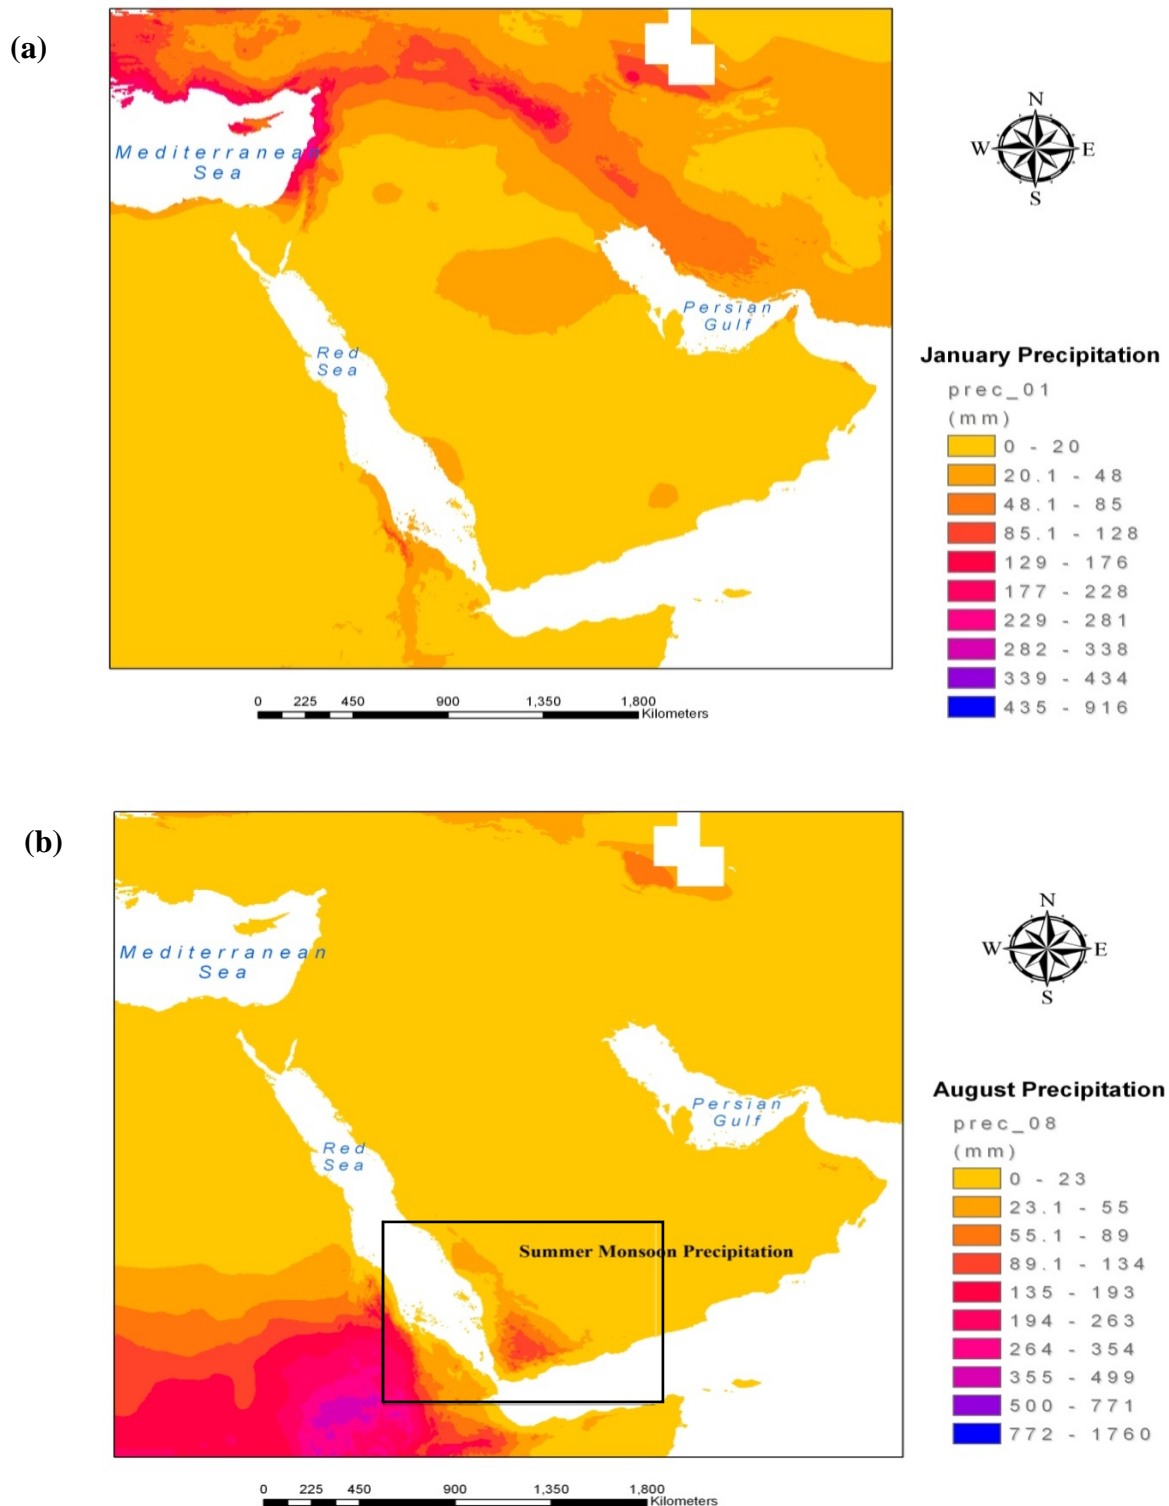 (a)
N
W
E
S
Mediterranean
Sea
Red
Sea
Persian
Gulf
January Precipitation
prec_01
(mm)
0 - 20
20.1 - 48
48.1 - 85
85.1 - 128
129 - 176
177 - 228
229 - 281
282 - 338
339 - 434
435 - 916
0 225 450 900 1,350 1,800
Kilometers
(b)
N
W
E
S
Mediterranean
Sea
Red
Sea
Persian
Gulf
Summer Monsoon Precipitation
August Precipitation
prec_08
(mm)
0 - 23
23.1 - 55
55.1 - 89
89.1 - 134
135 - 193
194 - 263
264 - 354
355 - 499
500 - 771
772 - 1760
0 225 450 900 1,350 1,800
Kilometers